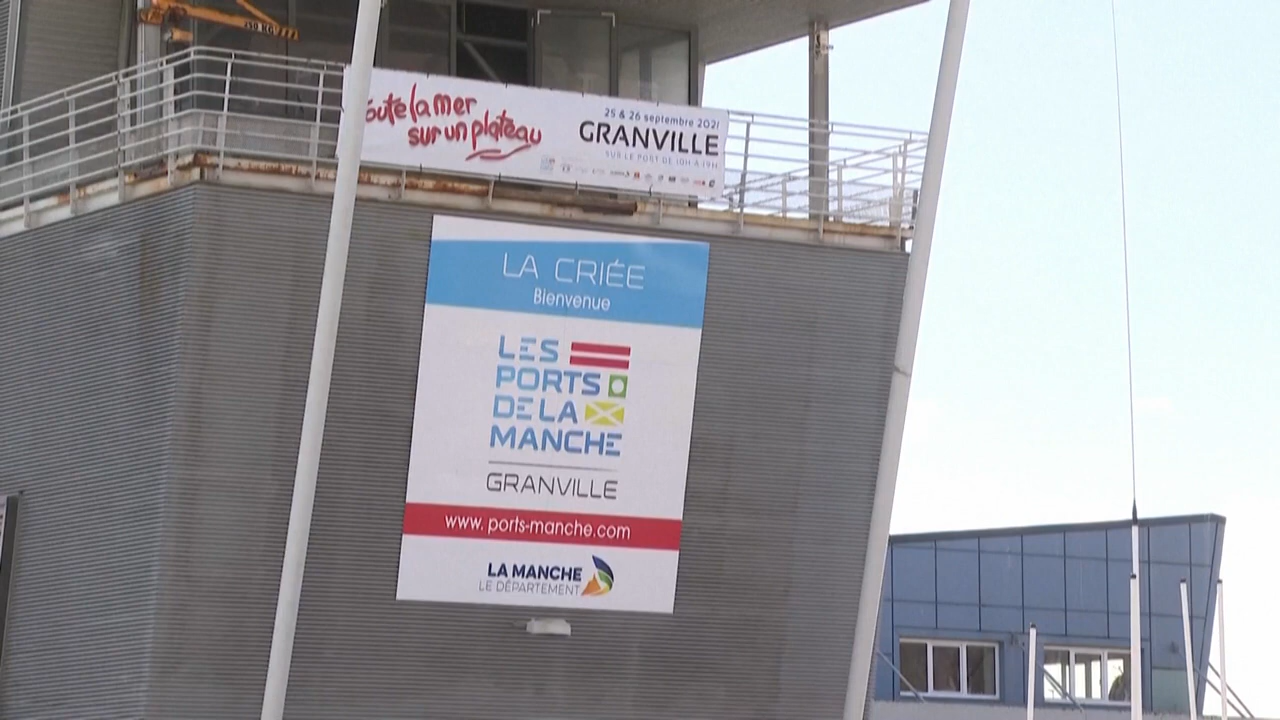 oute la mer
sur un plateau
25 & 26 septembre 2021
GRANVILLE
SUR LE PORT DE 10H À 19H
LA CRIÉE
Bienvenue
LES
PORTS
DE LA
MANCHE
GRANVILLE
www. ports-manche.com
LA MANCHE
LE DÉPARTEMENT